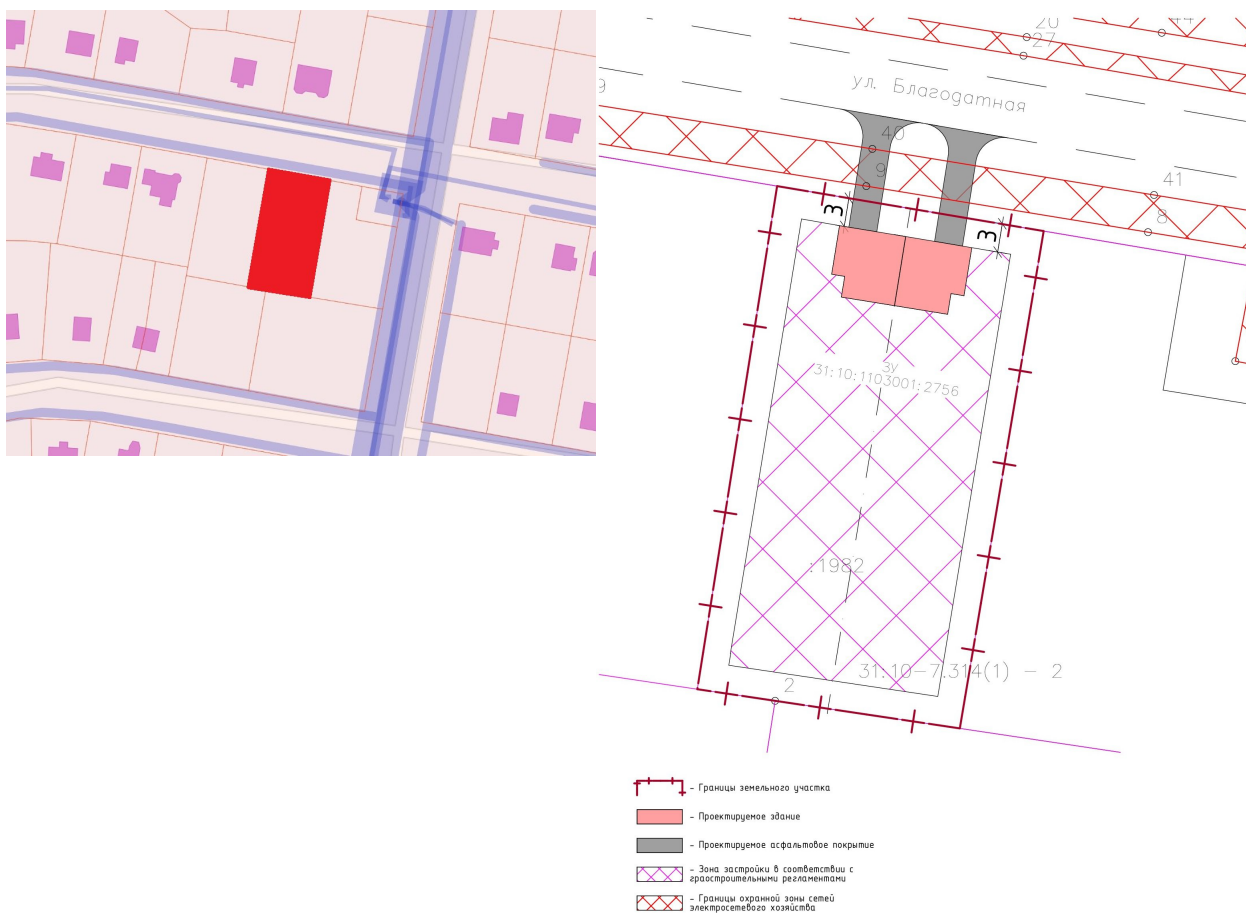 20
44
27
9
ул. Благодатная
40
9
41
8
3
3
ЗУ
31:10:1103001:2756
:1982
31:10-7.314(1) - 2
2
- Границы земельного участка
- Проектируемое здание
- Проектируемое асфальтовое покрытие
- Зона застройки в соответствии с
граостроительными регламентами
- Границы охранной зоны сетей
электросетевого хозяйства